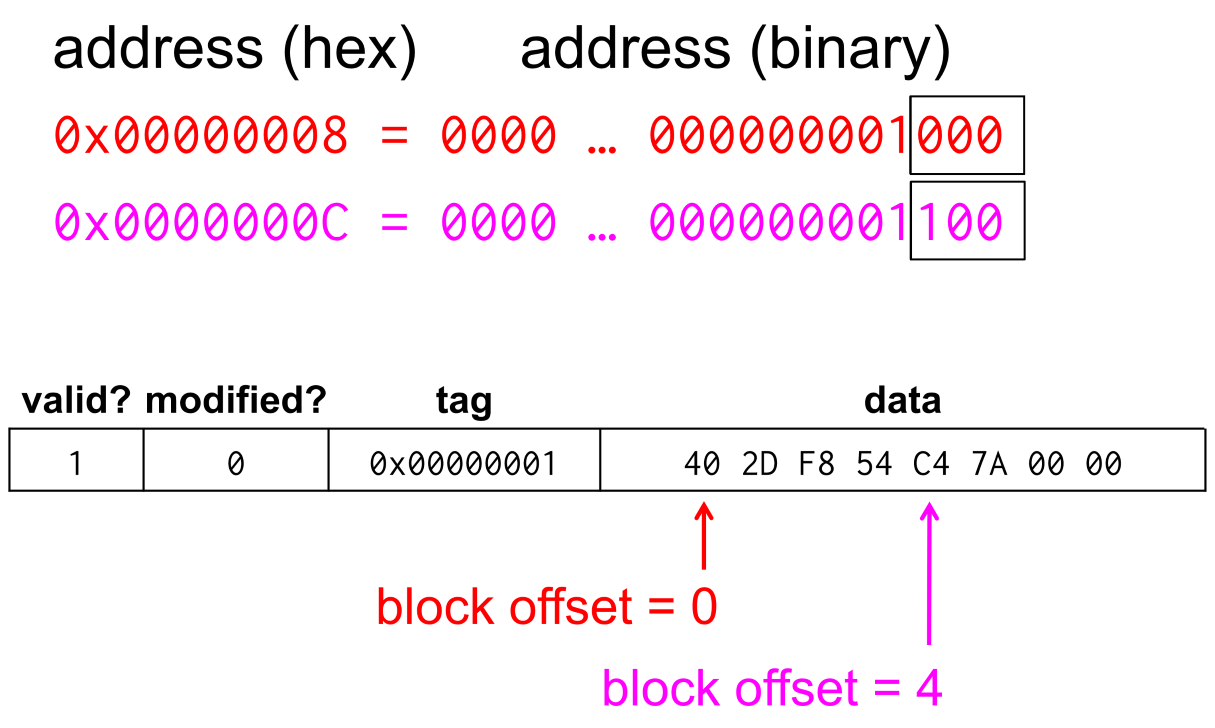 address (hex) address (binary)
0x00000008 = 0000 … 000000001000
0x0000000C = 0000 … 000000001100
valid? modified? tag data
1 0 0x00000001 40 2D F8 54 C4 7A 00 00
block offset = 0
block offset = 4